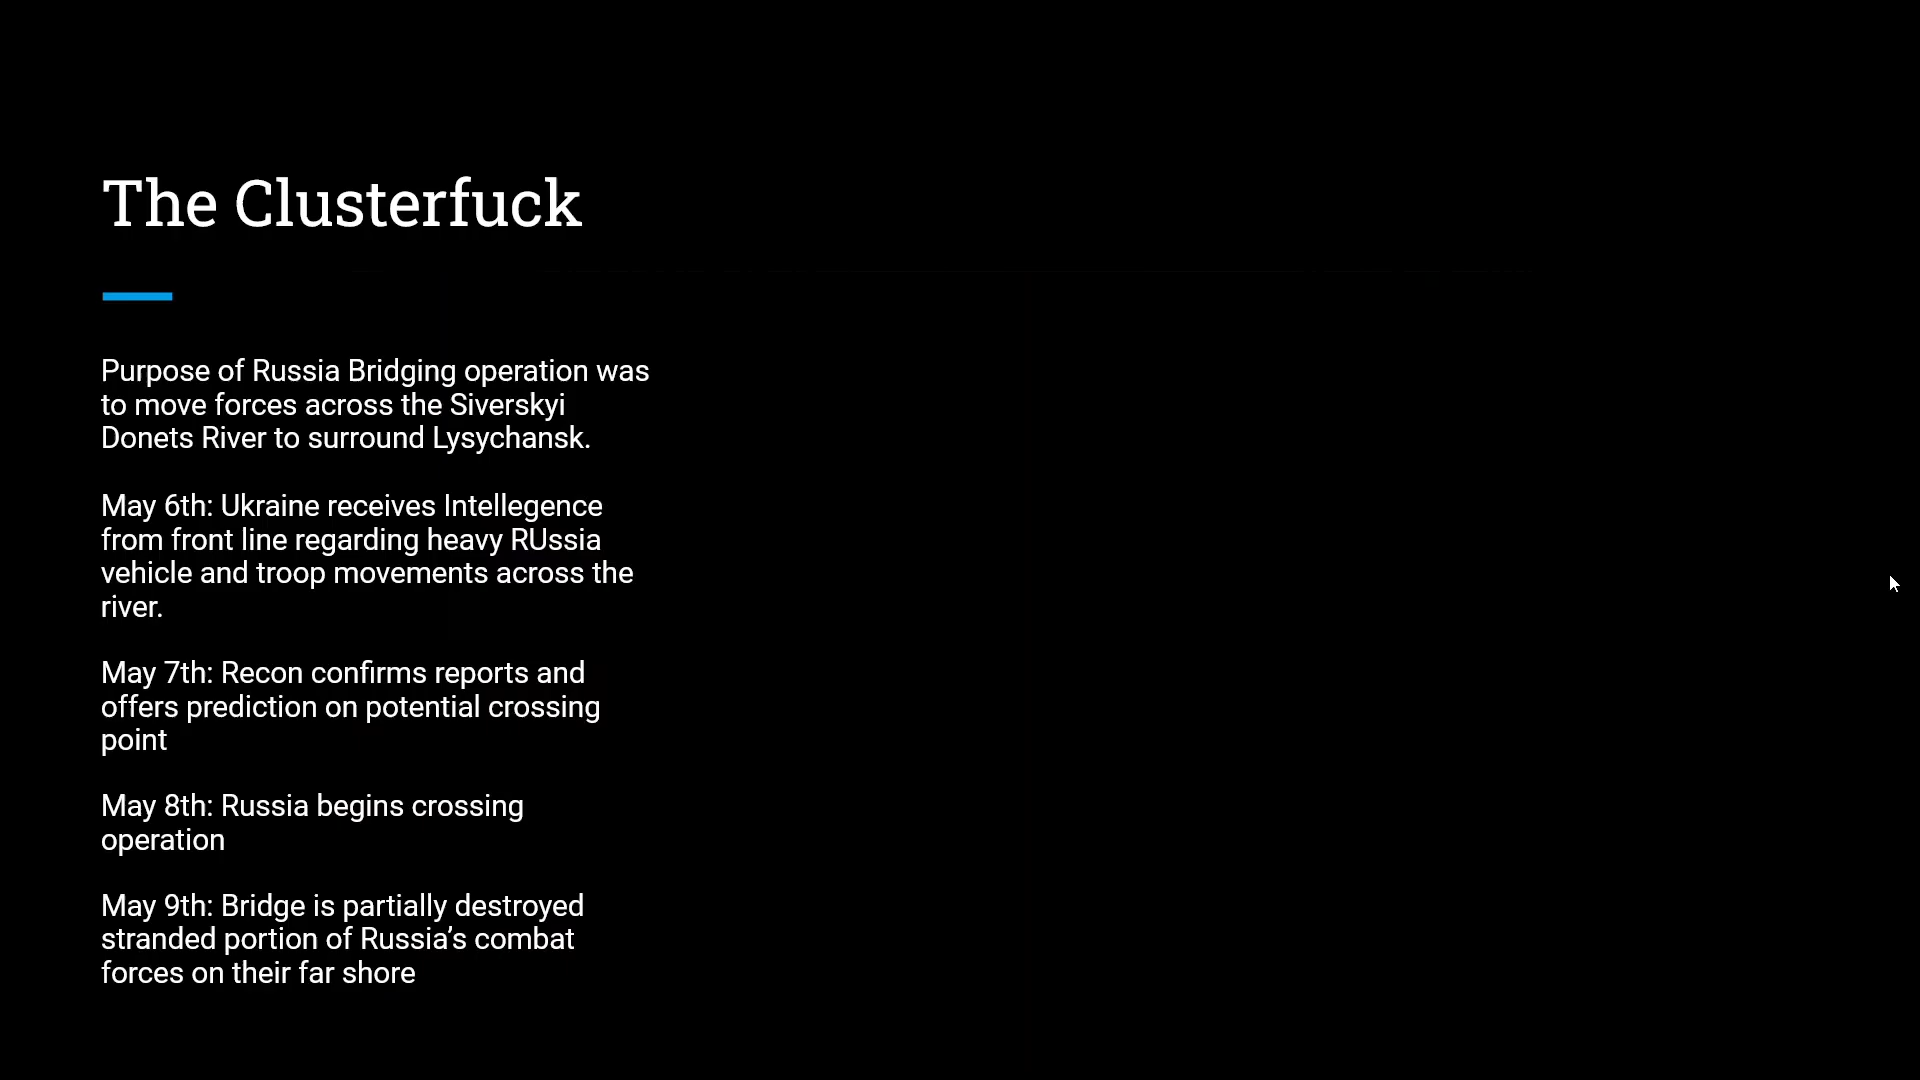 The Clusterfuck
Purpose of Russia Bridging operation was
to move forces across the Siverskyi
Donets River to surround Lysychansk.
May 6th: Ukraine receives Intellegence
from front line regarding heavy RUssia
vehicle and troop movements across the
river.
May 7th: Recon confirms reports and
offers prediction on potential crossing
point
May 8th: Russia begins crossing
operation
May 9th: Bridge is partially destroyed
stranded portion of Russia’s combat
forces on their far shore